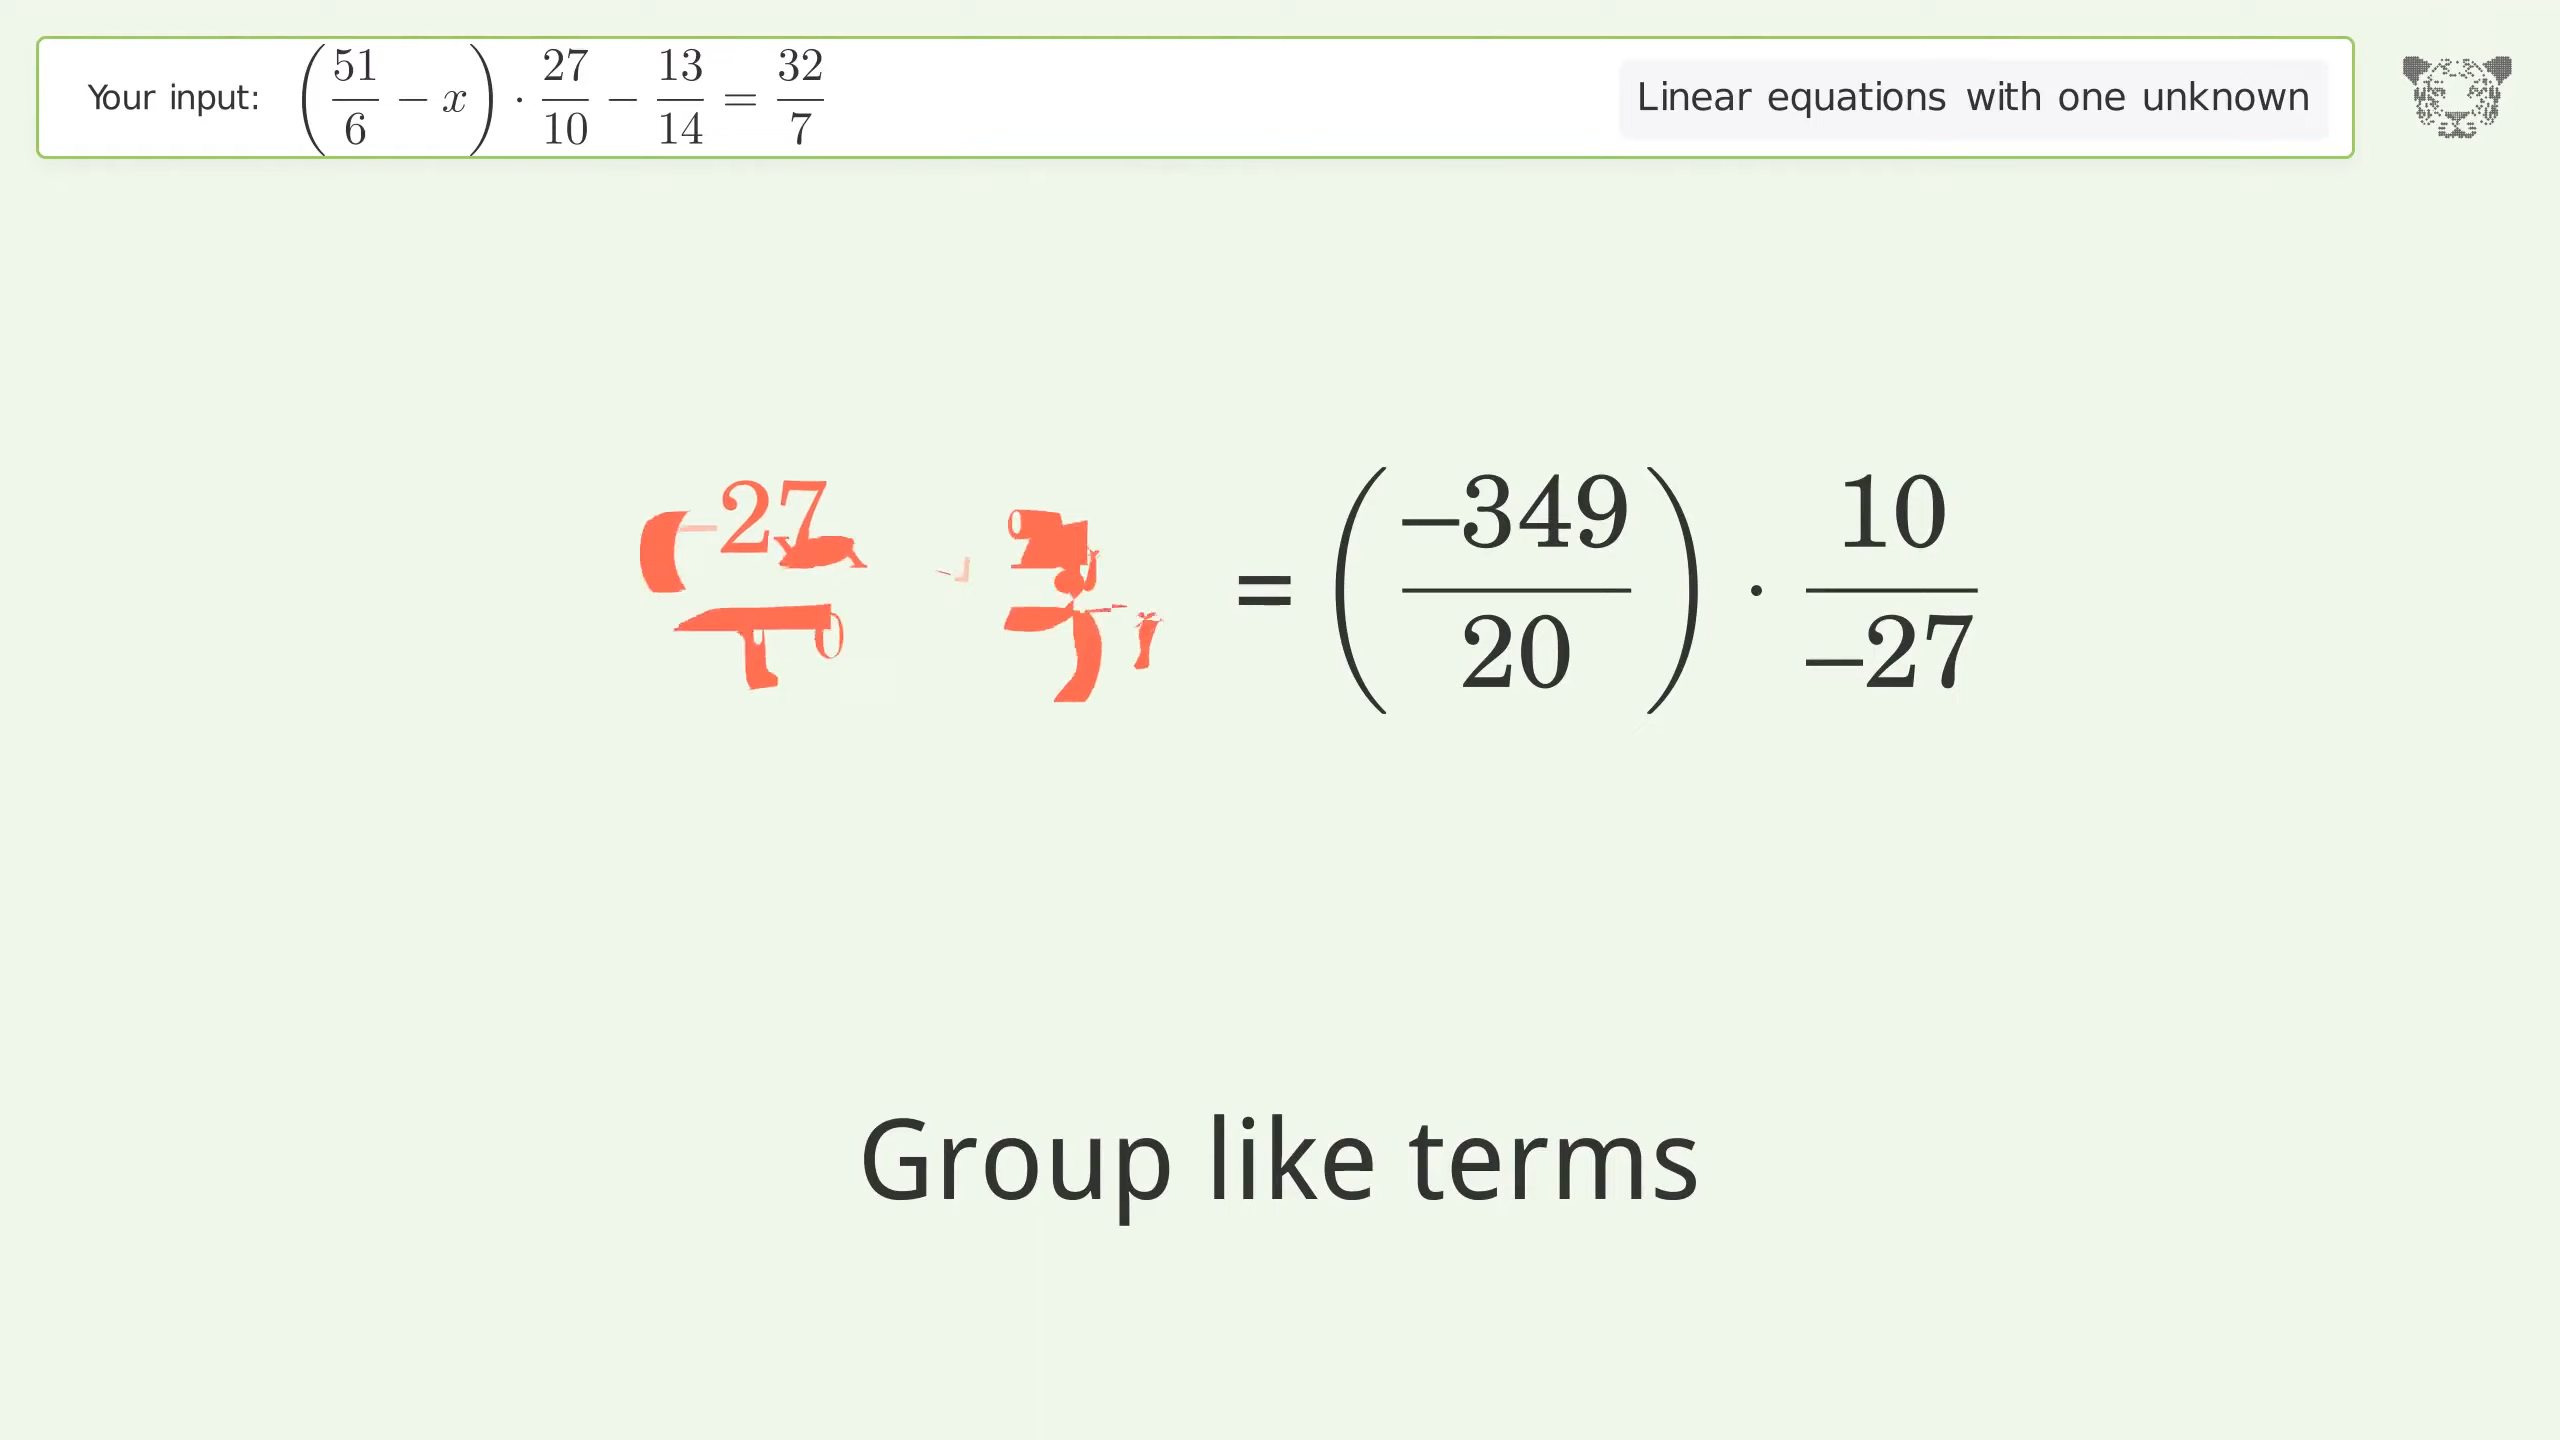 Your input: (51/6 − x) · 27/10 − 13/14 = 32/7
Linear equations with one unknown
−27 = (−349/20) · 10/−27
Group like terms